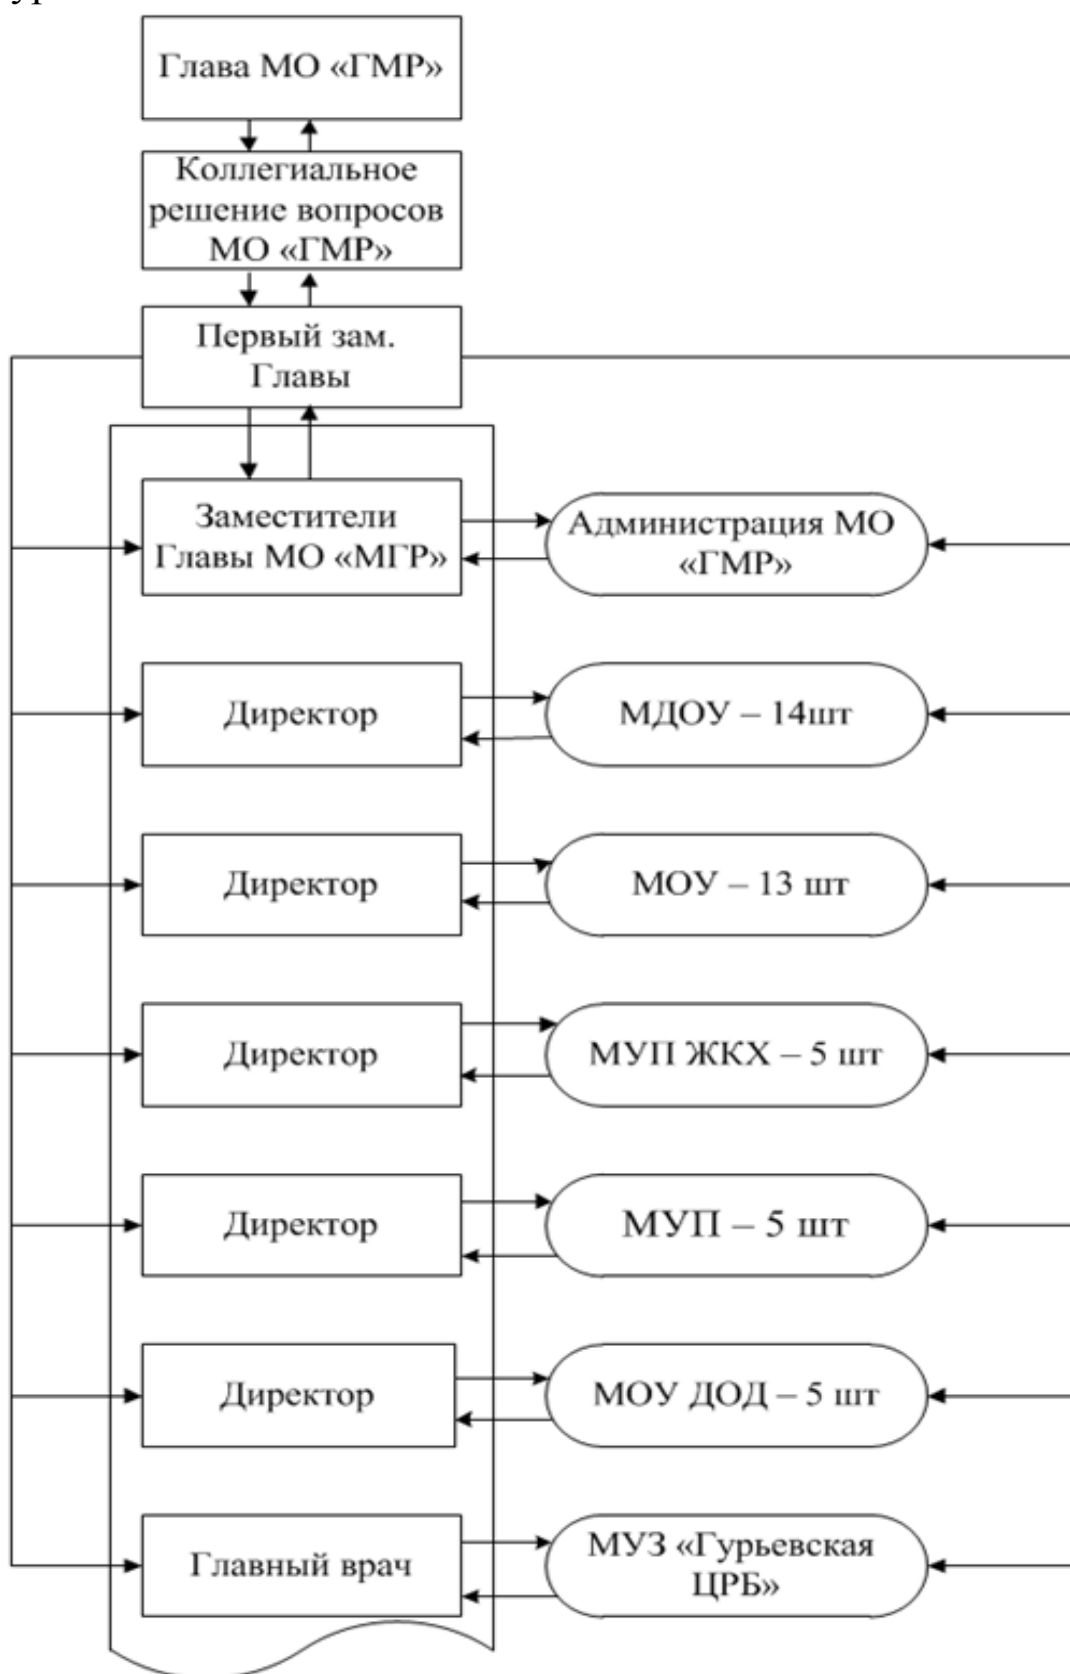 Глава МО «ГМР»
Коллегиальное
решение вопросов
МО «ГМР»
Первый зам.
Главы
Заместители
Главы МО «МГР»
Администрация МО
«ГМР»
Директор
МДОУ – 14шт
Директор
МОУ – 13 шт
Директор
МУП ЖКХ – 5 шт
Директор
МУП – 5 шт
Директор
МОУ ДОД – 5 шт
Главный врач
МУЗ «Гурьевская
ЦРБ»